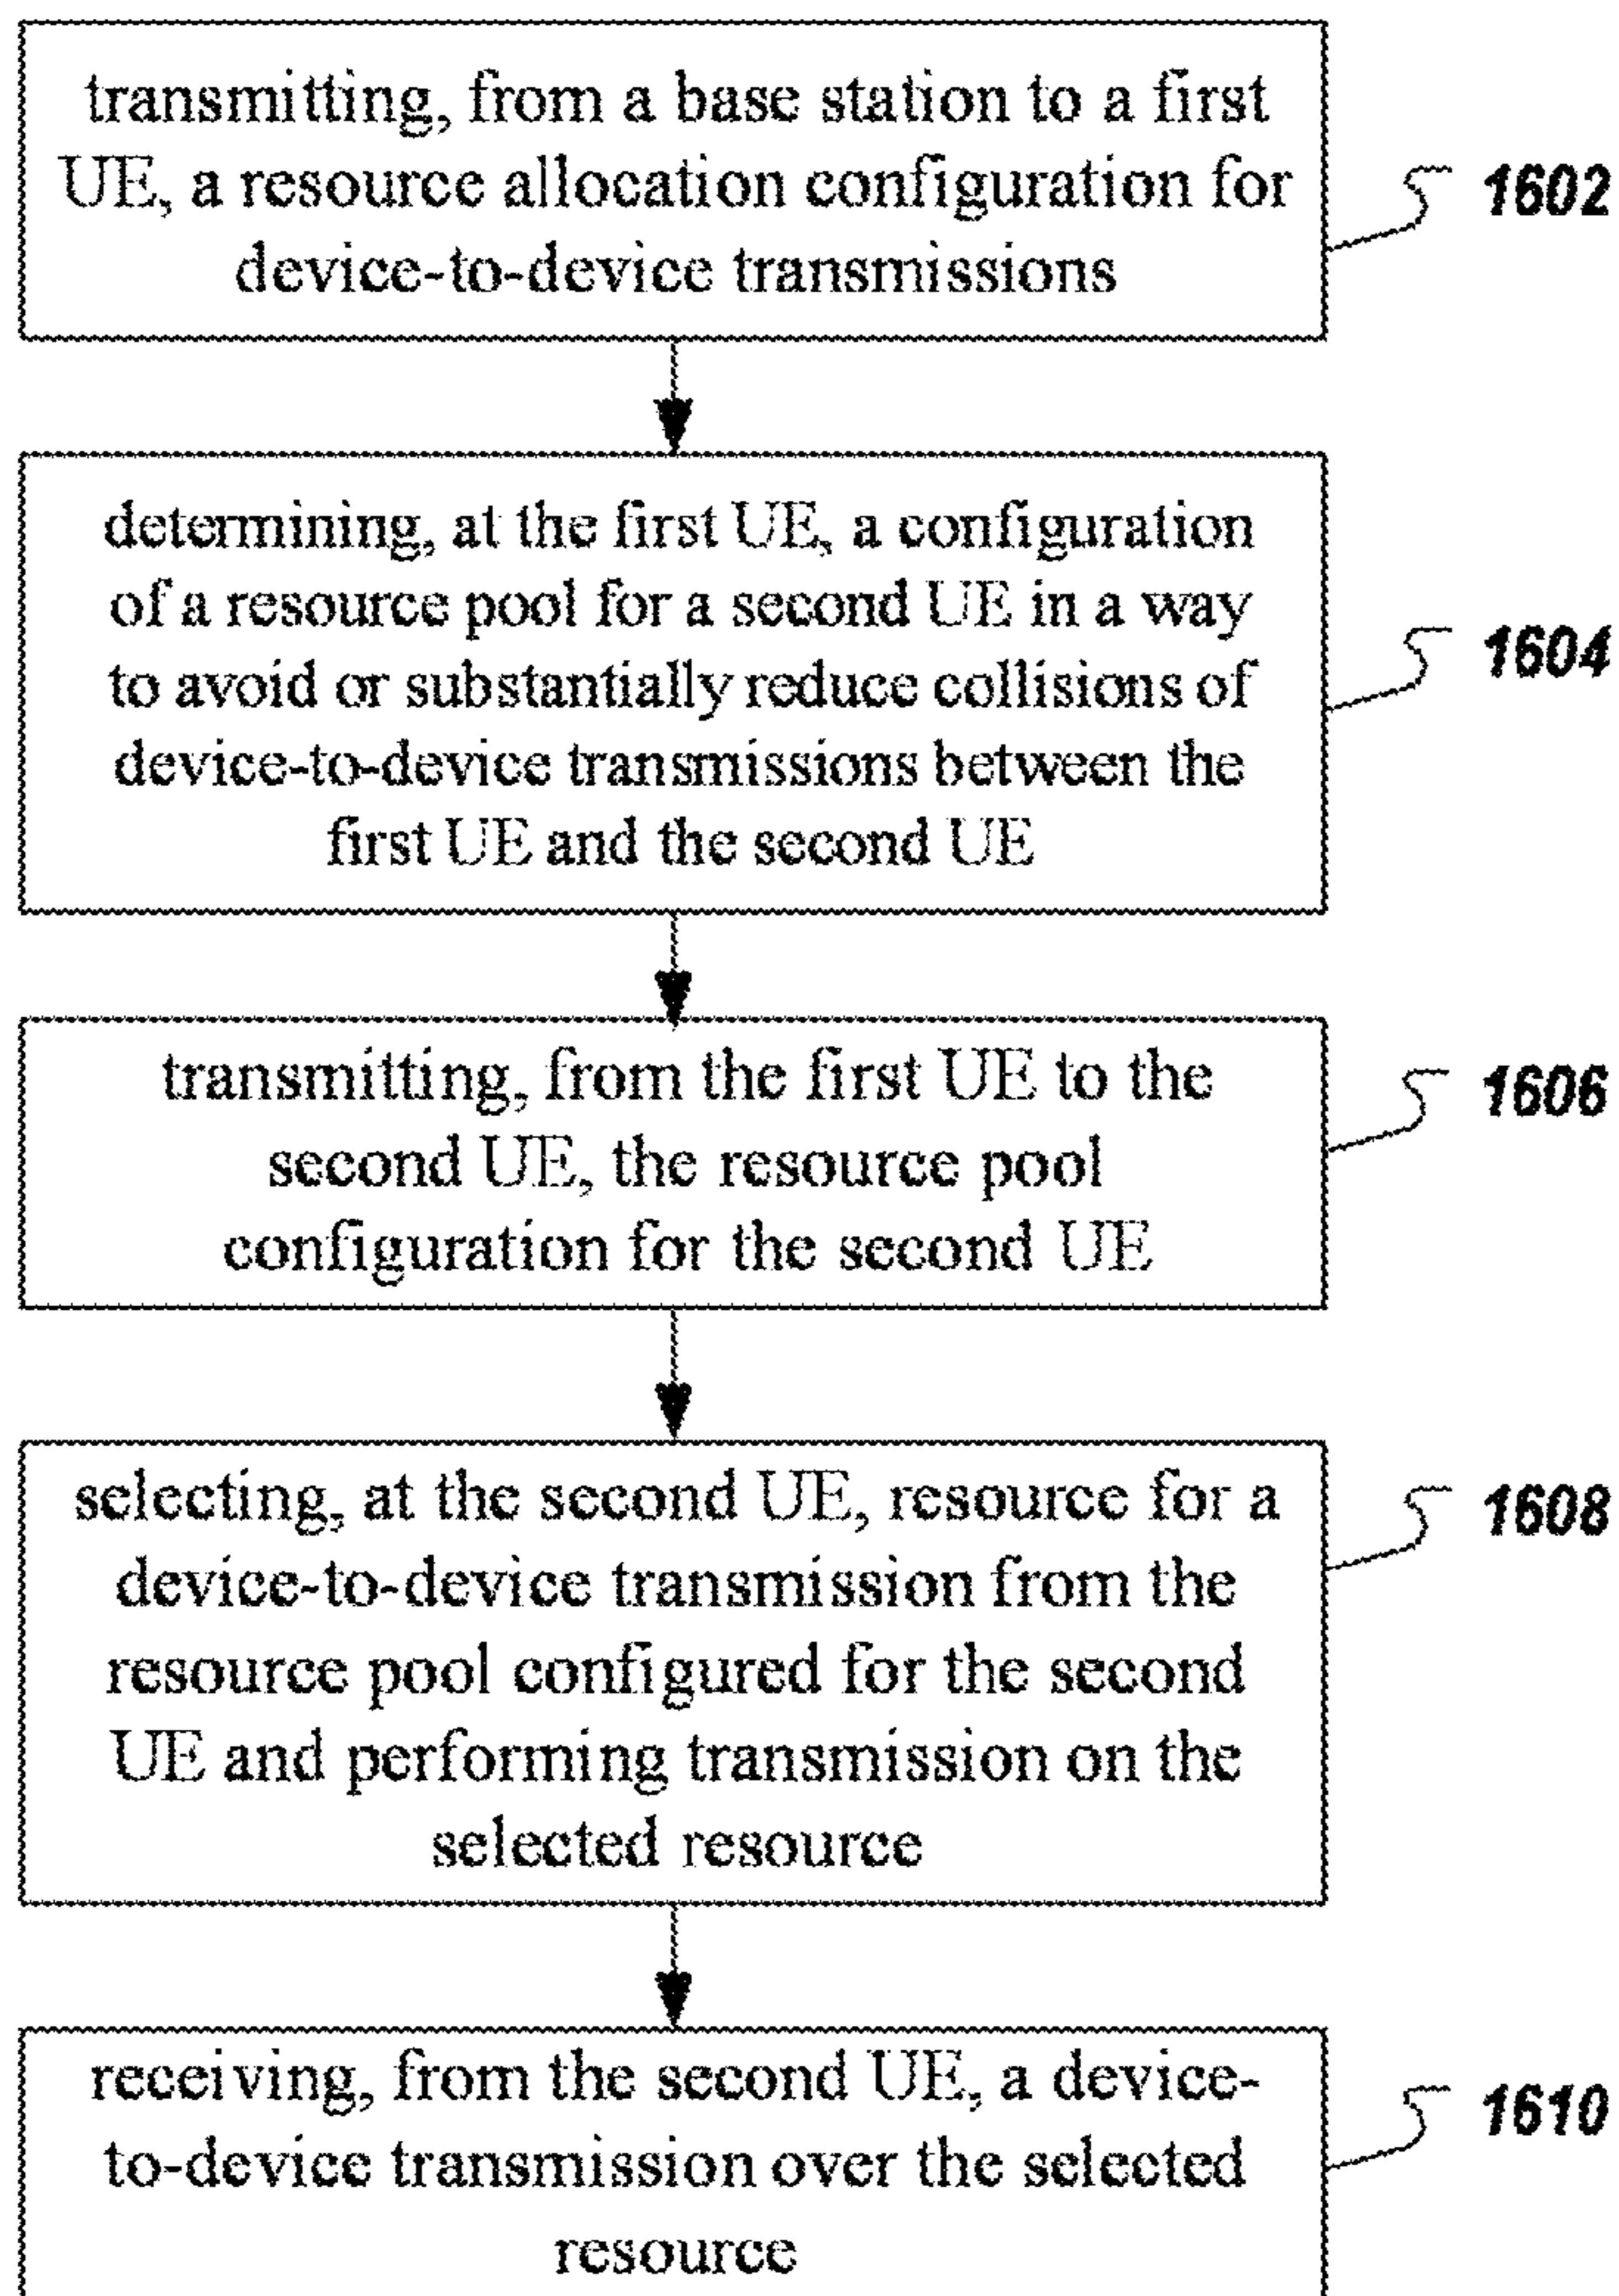 transmitting, from a base station to a first
UE, a resource allocation configuration for
device-to-device transmissions
1602
determining, at the first UE, a configuration
of a resource pool for a second UE in a way
to avoid or substantially reduce collisions of
device-to-device transmissions between the
first UE and the second UE
1604
transmitting, from the first UE to the
second UE, the resource pool
configuration for the second UE
1606
selecting, at the second UE, resource for a
device-to-device transmission from the
resource pool configured for the second
UE and performing transmission on the
selected resource
1608
receiving, from the second UE, a device-
to-device transmission over the selected
resource
1610